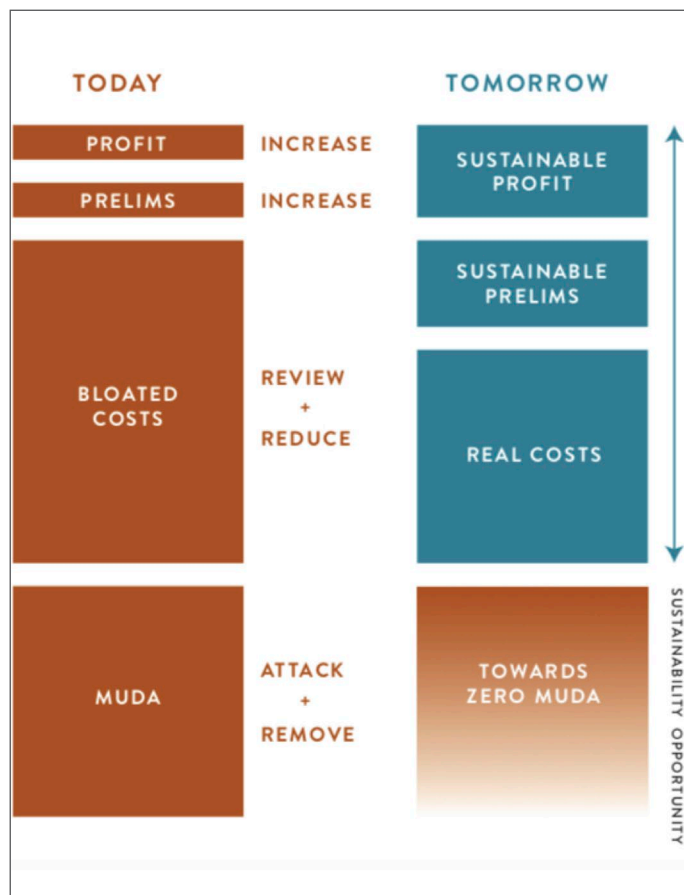 TODAY
TOMORROW
PROFIT
INCREASE
SUSTAINABLE
PROFIT
PRELIMS
INCREASE
SUSTAINABLE
PRELIMS
BLOATED
COSTS
REVIEW
+
REDUCE
REAL COSTS
MUDA
ATTACK
+
REMOVE
TOWARDS
ZERO MUDA
SUSTAINABILITY OPPORTUNITY